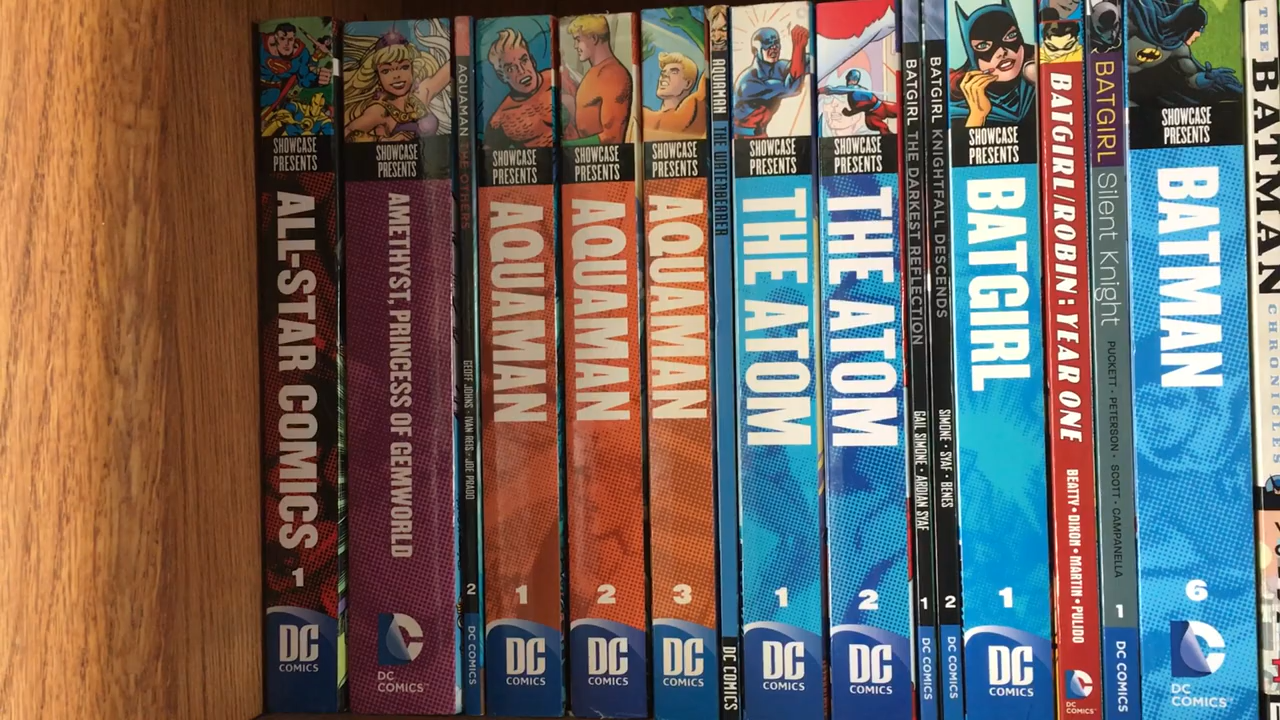 SHOWCASE
PRESENTS
ALL-STAR COMICS
1
DC
COMICS
SHOWCASE
PRESENTS
AMETHYST, PRINCESS OF GEMWORLD
DC
COMICS
AQUAMAN THE OTHERS
GEOFF JOHNS • IVAN REIS • JOE PRADO
2
DC COMICS
SHOWCASE
PRESENTS
AQUAMAN
1
DC
COMICS
SHOWCASE
PRESENTS
AQUAMAN
2
DC
COMICS
SHOWCASE
PRESENTS
AQUAMAN
3
DC
COMICS
AQUAMAN THE WATERBEARER
DC COMICS
SHOWCASE
PRESENTS
THE ATOM
1
DC
COMICS
SHOWCASE
PRESENTS
THE ATOM
2
DC
COMICS
BATGIRL THE DARKEST REFLECTION
GAIL SIMONE • ARDIAN SYAF
1
DC COMICS
BATGIRL KNIGHTFALL DESCENDS
SIMONE • SYAF • BENES
2
DC COMICS
SHOWCASE
PRESENTS
BATGIRL
1
DC
COMICS
BATGIRL/ROBIN: YEAR ONE
BEATTY • DIXON • MARTIN • PULIDO
DC
COMICS
BATGIRL Silent Knight
PUCKETT • PETERSON • SCOTT • CAMPANELLA
1
DC COMICS
SHOWCASE
PRESENTS
BATMAN
6
DC
COMICS
THE
BATMAN
CHRONICLES